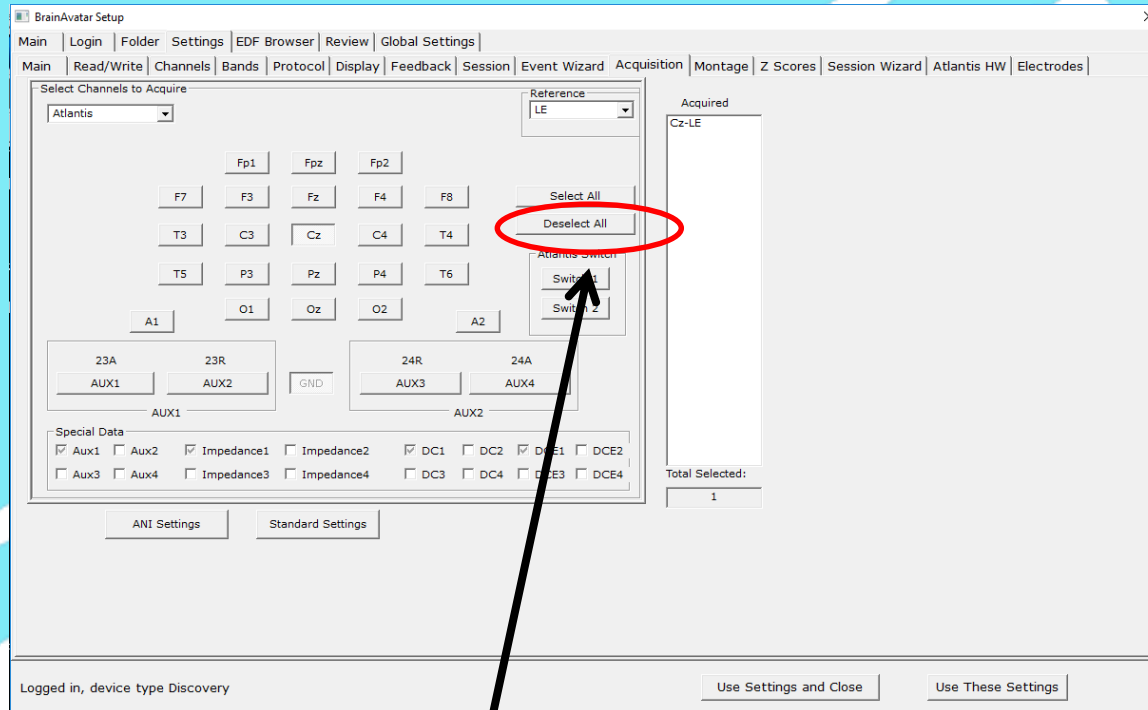 BrainAvatar Setup
Main Login Folder Settings EDF Browser Review Global Settings
Main Read/Write Channels Bands Protocol Display Feedback Session Event Wizard Acquisition Montage Z Scores Session Wizard Atlantis HW Electrodes
Select Channels to Acquire
Reference
Atlantis
LE
Acquired
Cz-LE
Fp1 Fpz Fp2
F7 F3 Fz F4 F8
Select All
T3 C3 Cz C4 T4
Deselect All
Atlantis Switch
T5 P3 Pz P4 T6
Switch 1
O1 Oz O2
Switch 2
A1 A2
23A 23R 24R 24A
AUX1 AUX2 GND AUX3 AUX4
AUX1 AUX2
Special Data
Aux1 Aux2 Impedance1 Impedance2 DC1 DC2 DCE1 DCE2
Aux3 Aux4 Impedance3 Impedance4 DC3 DC4 DCE3 DCE4
Total Selected:
1
ANI Settings Standard Settings
Logged in, device type Discovery
Use Settings and Close Use These Settings